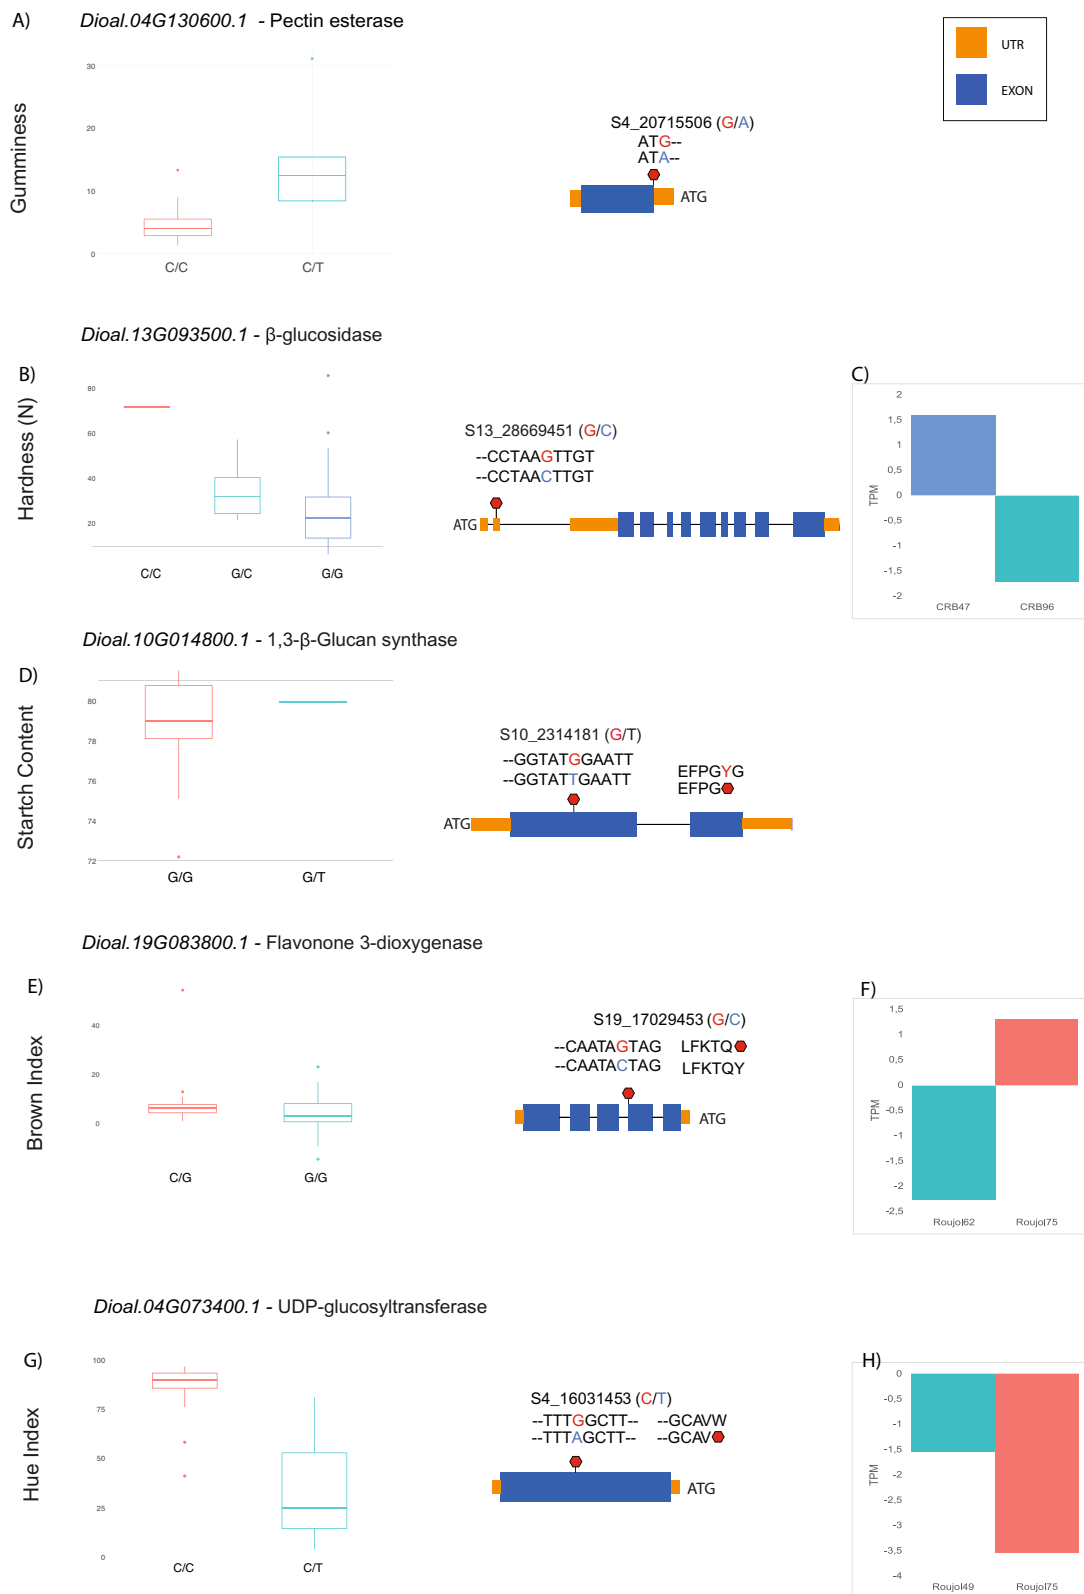 A) Dioal.04G130600.1 - Pectin esterase
UTR
EXON
Gumminess
30
20
10
0
C/C C/T
S4_20715506 (G/A)
ATG--
ATA--
ATG
Dioal.13G093500.1 - β-glucosidase
B)
Hardness (N)
80
60
40
20
C/C G/C G/G
S13_28669451 (G/C)
--CCTAAGTTGT
--CCTAACTTGT
ATG
C)
TPM
2
1,5
1
0,5
0
-0,5
-1
-1,5
-2
CRB47 CRB96
Dioal.10G014800.1 - 1,3-β-Glucan synthase
D)
Startch Content
80
78
76
74
72
G/G G/T
S10_2314181 (G/T)
--GGTATGGAATT
--GGTATTGAATT
EFPGYG
EFPG
ATG
Dioal.19G083800.1 - Flavonone 3-dioxygenase
E)
Brown Index
40
20
0
C/G G/G
S19_17029453 (G/C)
--CAATAGTAG LFKTQ
--CAATACTAG LFKTQY
ATG
F)
TPM
1,5
1
0,5
0
-0,5
-1
-1,5
-2
-2,5
Roujol62 Roujol75
Dioal.04G073400.1 - UDP-glucosyltransferase
G)
Hue Index
100
75
50
25
0
C/C C/T
S4_16031453 (C/T)
--TTTGGCTT-- --GCAVW
--TTTAGCTT-- --GCAV
ATG
H)
TPM
0
-0,5
-1
-1,5
-2
-2,5
-3
-3,5
-4
Roujol49 Roujol75